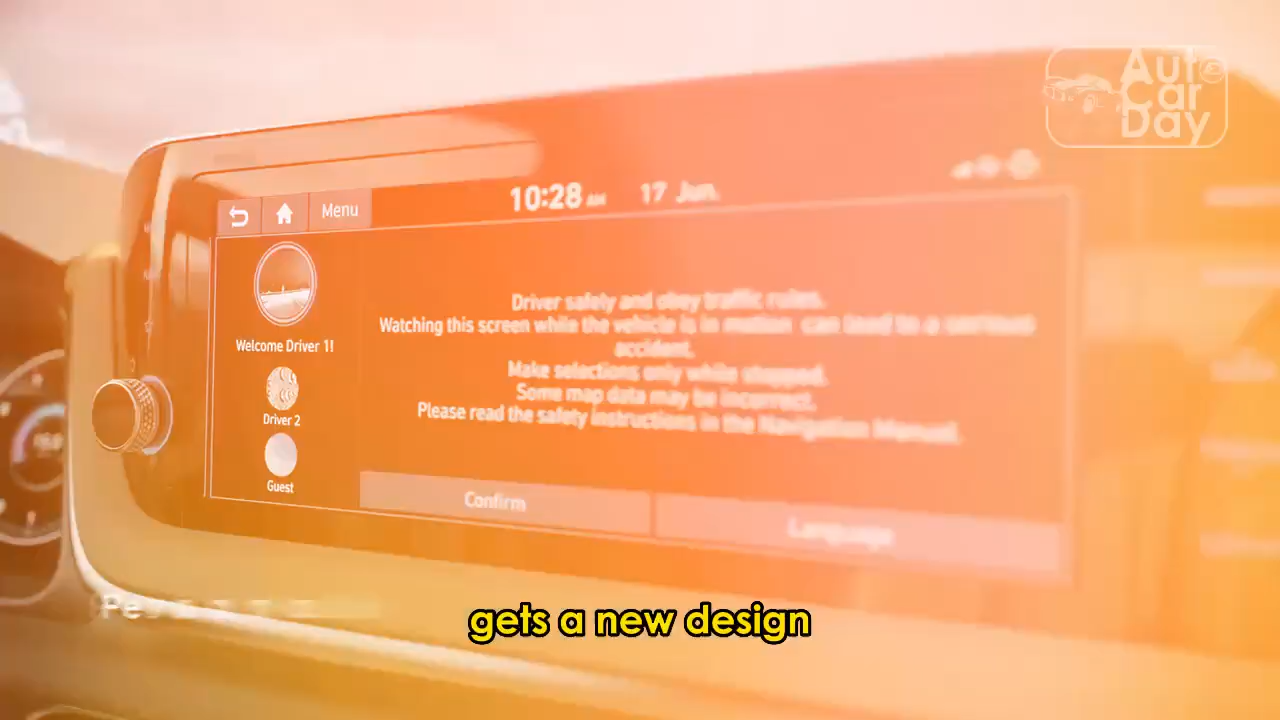 Auto
Car
Day
10:28 AM 17 Jun.
Menu
Driver safely and obey traffic rules.
Watching this screen while the vehicle is in motion can lead to a serious
accident.
Make selections only while stopped.
Some map data may be incorrect.
Please read the safety instructions in the Navigation Manual.
Welcome Driver 1!
Driver 2
Guest
Confirm
Language
gets a new design